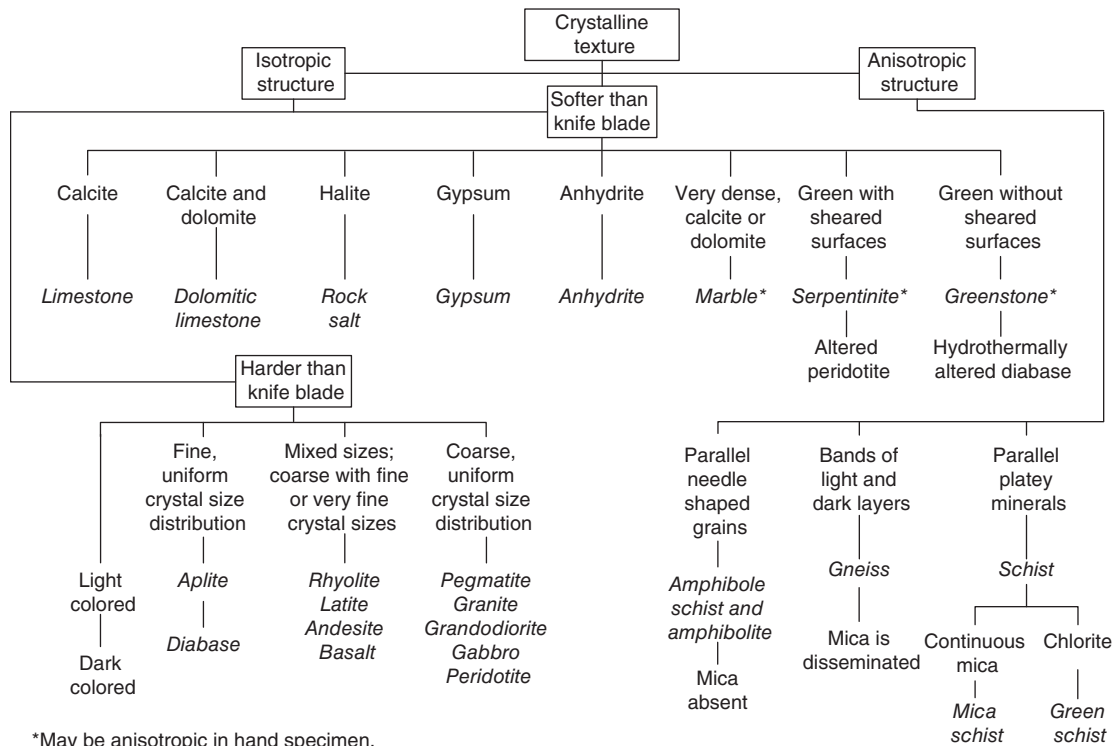 Crystalline
texture
Isotropic
structure
Anisotropic
structure
Softer than
knife blade
Calcite
Calcite and
dolomite
Halite
Gypsum
Anhydrite
Very dense,
calcite or
dolomite
Green with
sheared
surfaces
Green without
sheared
surfaces
Limestone
Dolomitic
limestone
Rock
salt
Gypsum
Anhydrite
Marble*
Serpentinite*
Greenstone*
Altered
peridotite
Hydrothermally
altered diabase
Harder than
knife blade
Fine,
uniform
crystal size
distribution
Mixed sizes;
coarse with fine
or very fine
crystal sizes
Coarse,
uniform
crystal size
distribution
Parallel
needle
shaped
grains
Bands of
light and
dark layers
Parallel
platey
minerals
Light
colored
Dark
colored
Aplite
Diabase
Rhyolite
Latite
Andesite
Basalt
Pegmatite
Granite
Grandodiorite
Gabbro
Peridotite
Amphibole
schist and
amphibolite
Mica
absent
Gneiss
Mica is
disseminated
Schist
Continuous
mica
Chlorite
Mica
schist
Green
schist
*May be anisotropic in hand specimen.